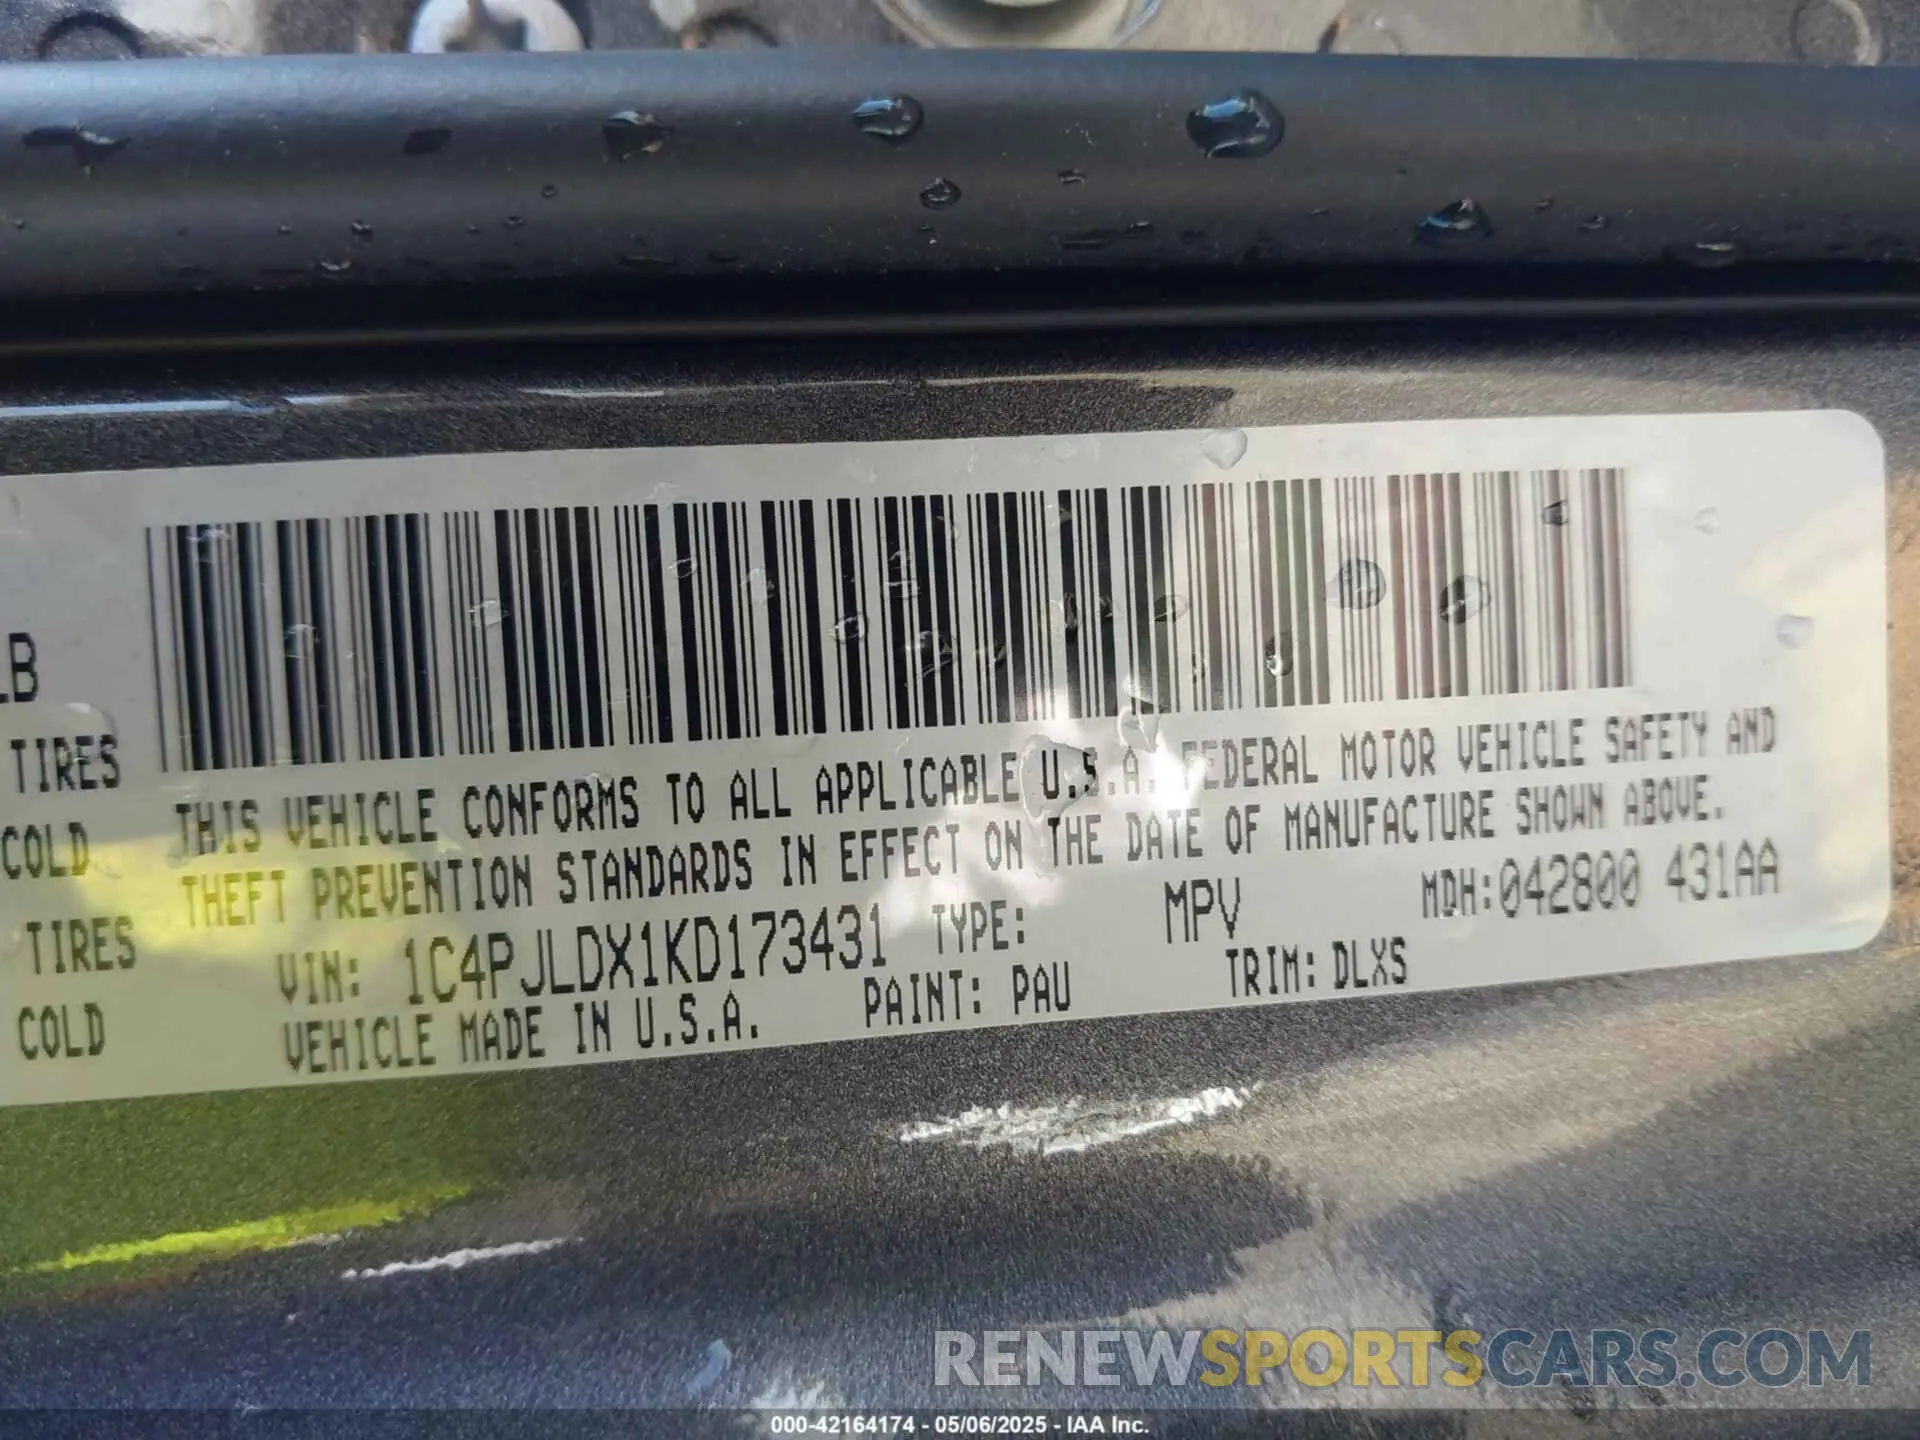 LB
TIRES
COLD
TIRES
COLD
THIS VEHICLE CONFORMS TO ALL APPLICABLE U.S.A. FEDERAL MOTOR VEHICLE SAFETY AND
THEFT PREVENTION STANDARDS IN EFFECT ON THE DATE OF MANUFACTURE SHOWN ABOVE.
VIN: 1C4PJLDX1KD173431 TYPE: MPV MDH:042800 431AA
VEHICLE MADE IN U.S.A. PAINT: PAU TRIM: DLXS
RENEWSPORTSCARS.COM
000-42164174 - 05/06/2025 - IAA Inc.